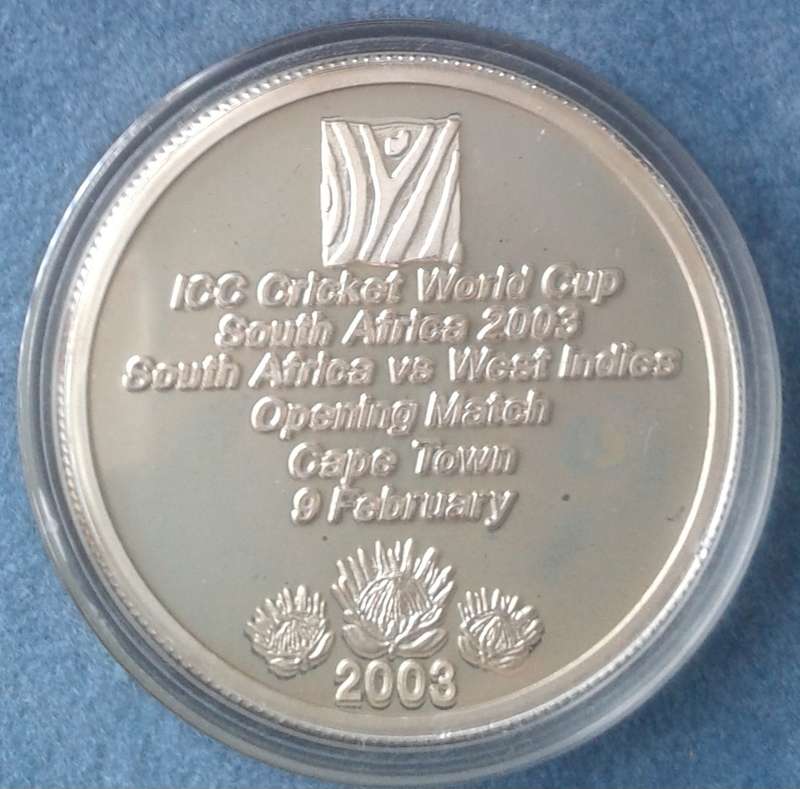 ICC Cricket World Cup
South Africa 2003
South Africa vs West Indies
Opening Match
Cape Town
9 February
2003